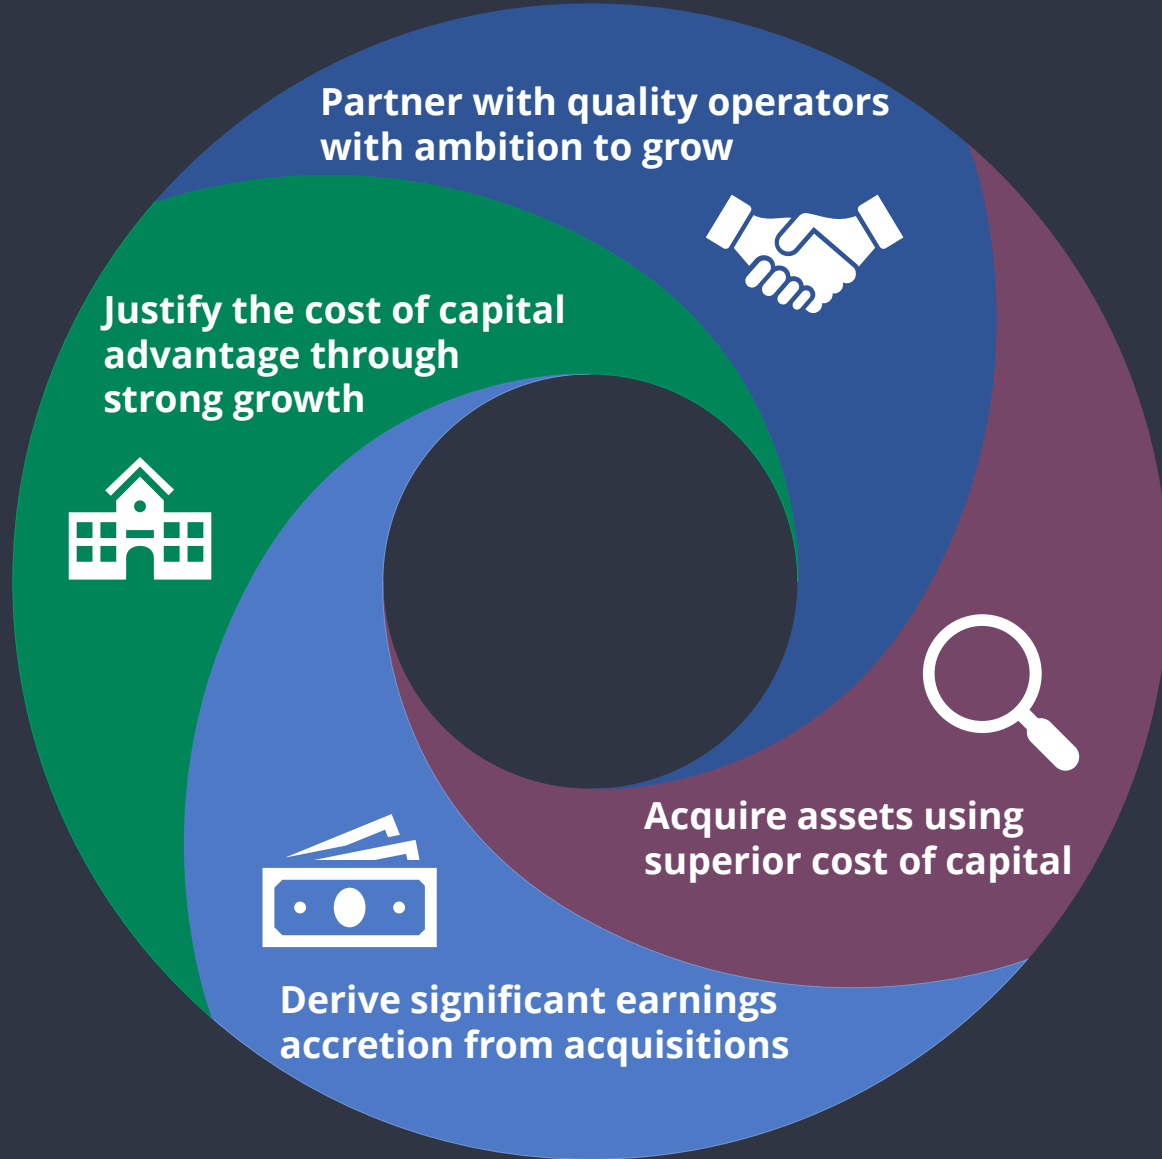 Partner with quality operators
with ambition to grow
Justify the cost of capital
advantage through
strong growth
Acquire assets using
superior cost of capital
Derive significant earnings
accretion from acquisitions